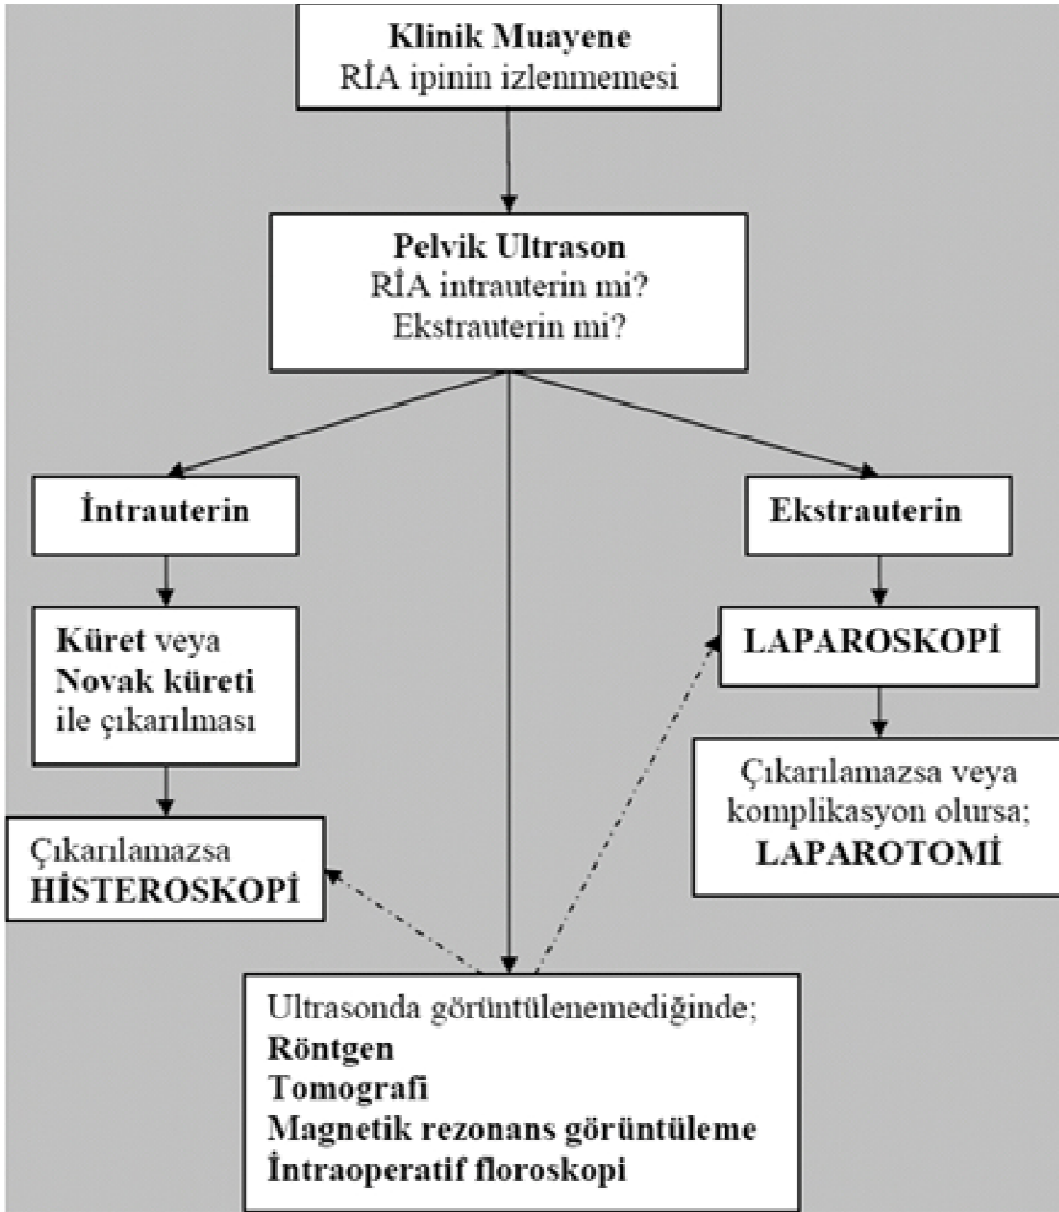 Klinik Muayene
RİA ipinin izlenmemesi
Pelvik Ultrason
RİA intrauterin mi?
Ekstrauterin mi?
İntrauterin
Ekstrauterin
Küret veya
Novak küreti
ile çıkarılması
LAPAROSKOPİ
Çıkarılamazsa veya
komplikasyon olursa;
LAPAROTOMİ
Çıkarılamazsa
HİSTEROSKOPİ
Ultrasonda görüntülenemediğinde;
Röntgen
Tomografi
Magnetik rezonans görüntüleme
İntraoperatif floroskopi